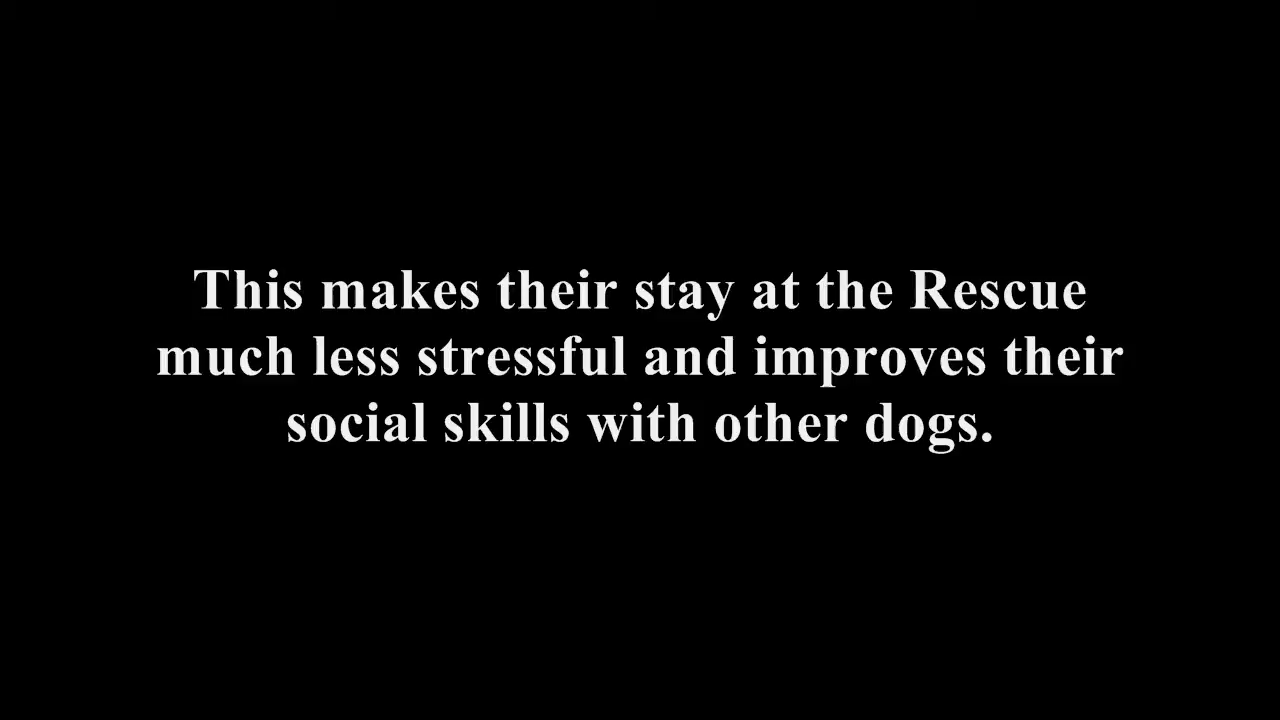 This makes their stay at the Rescue
much less stressful and improves their
social skills with other dogs.